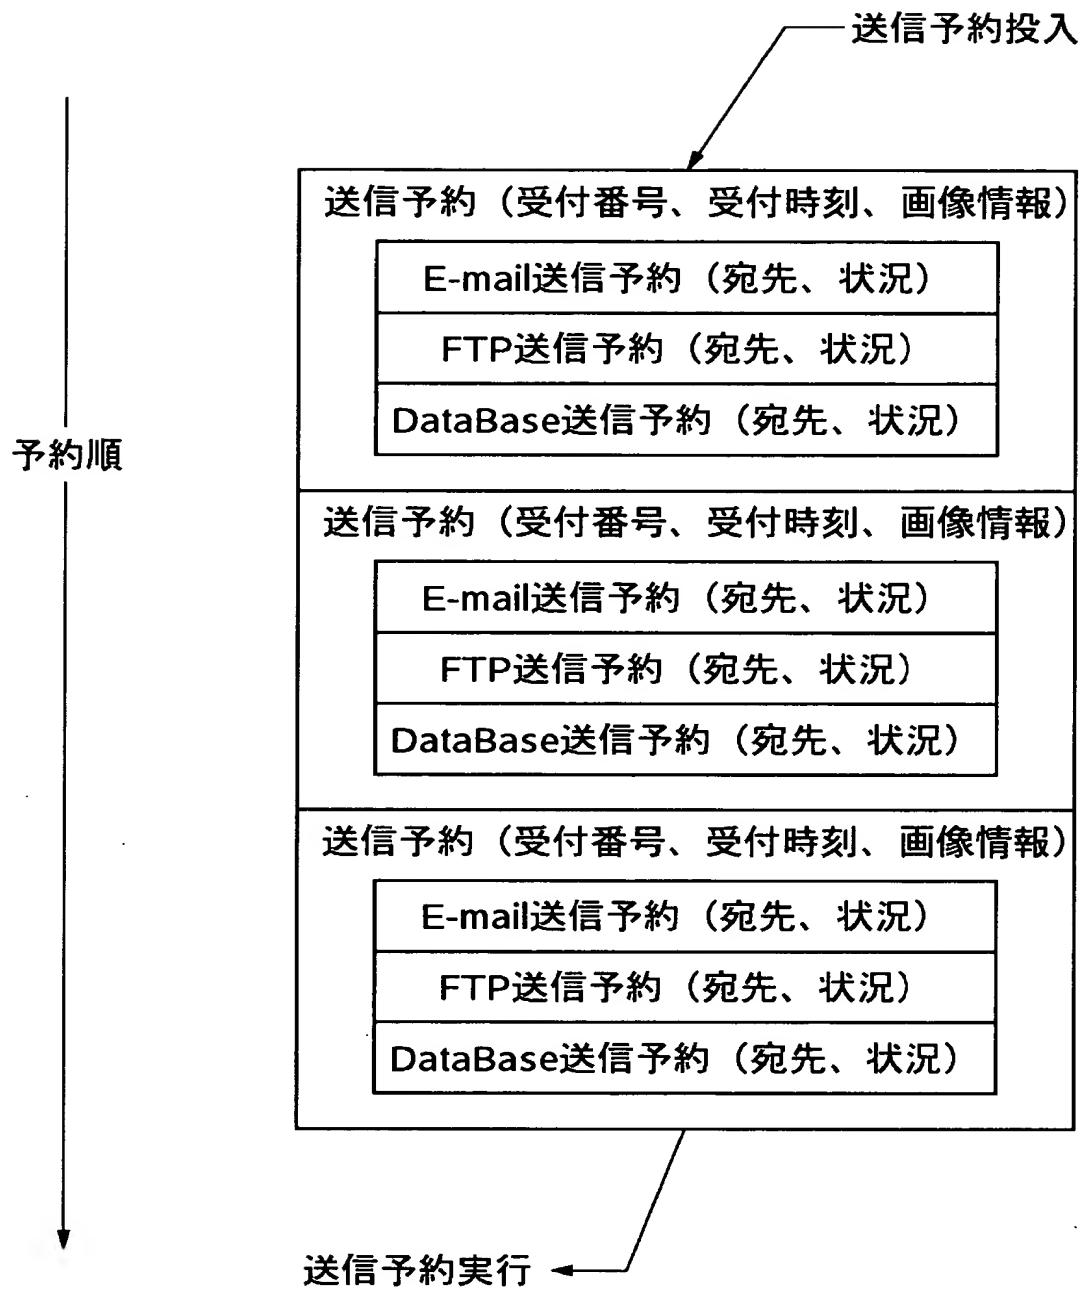 送信予約投入
送信予約（受付番号、受付時刻、画像情報）
E-mail送信予約（宛先、状況）
FTP送信予約（宛先、状況）
DataBase送信予約（宛先、状況）
予約順
送信予約（受付番号、受付時刻、画像情報）
E-mail送信予約（宛先、状況）
FTP送信予約（宛先、状況）
DataBase送信予約（宛先、状況）
送信予約（受付番号、受付時刻、画像情報）
E-mail送信予約（宛先、状況）
FTP送信予約（宛先、状況）
DataBase送信予約（宛先、状況）
送信予約実行